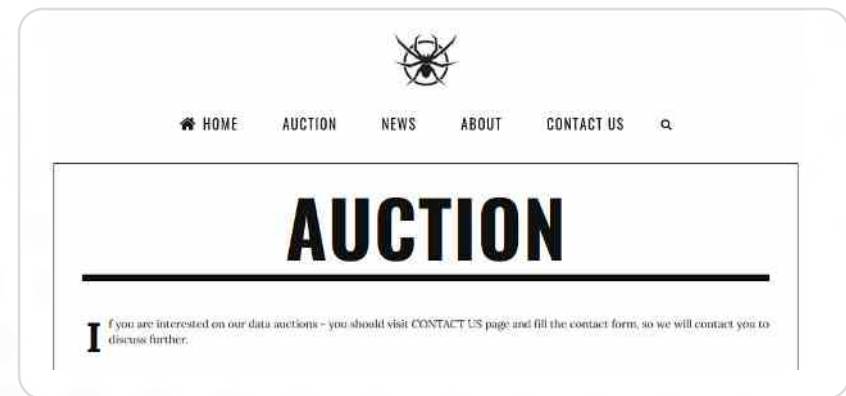 HOME AUCTION NEWS ABOUT CONTACT US
AUCTION
If you are interested on our data auctions – you should visit CONTACT US page and fill the contact form, so we will contact you to
discuss further.